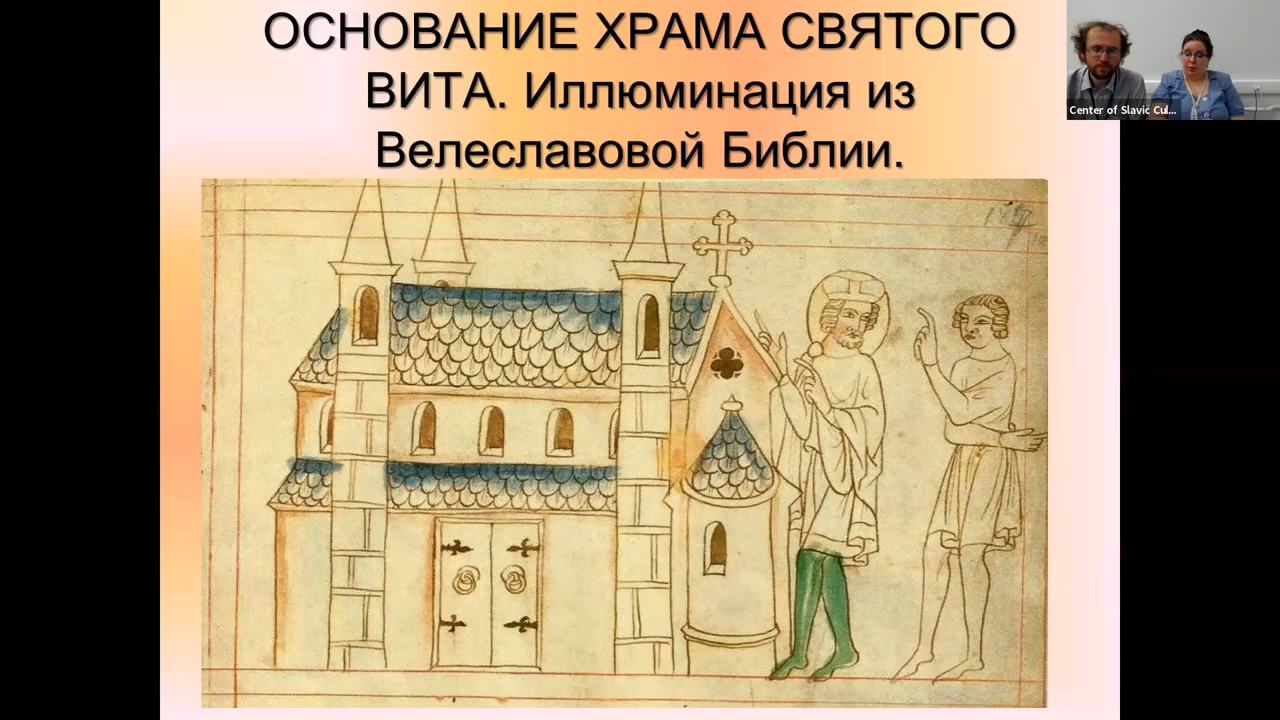 ОСНОВАНИЕ ХРАМА СВЯТОГО
ВИТА. Иллюминация из
Велеславовой Библии.
Center of Slavic Cul...